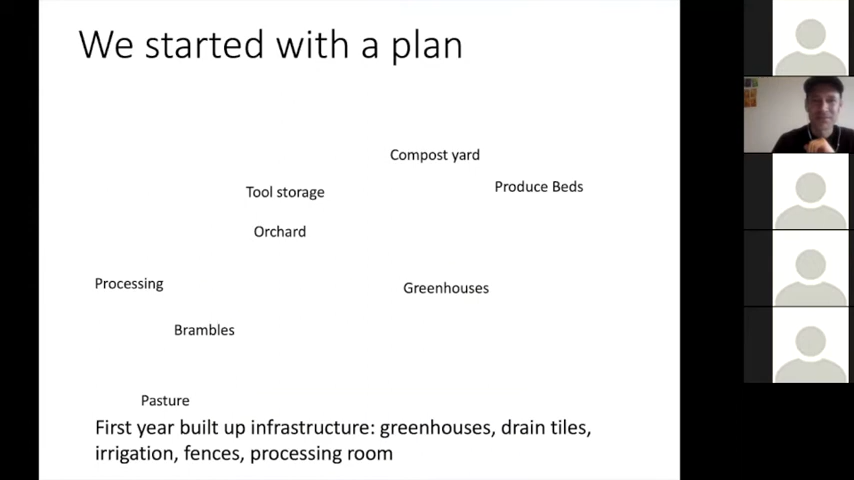 We started with a plan
Compost yard
Produce Beds
Tool storage
Orchard
Processing
Greenhouses
Brambles
Pasture
First year built up infrastructure: greenhouses, drain tiles,
irrigation, fences, processing room